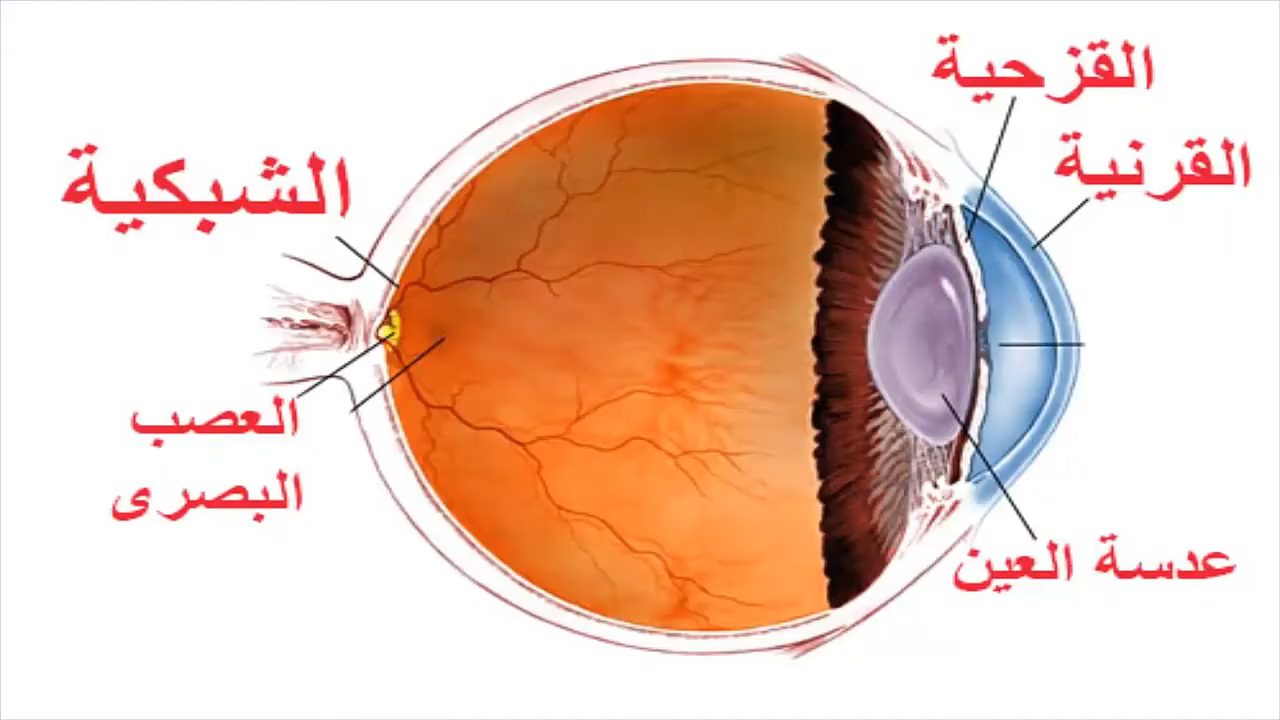 القزحية
القرنية
الشبكية
العصب
البصرى
عدسة العين